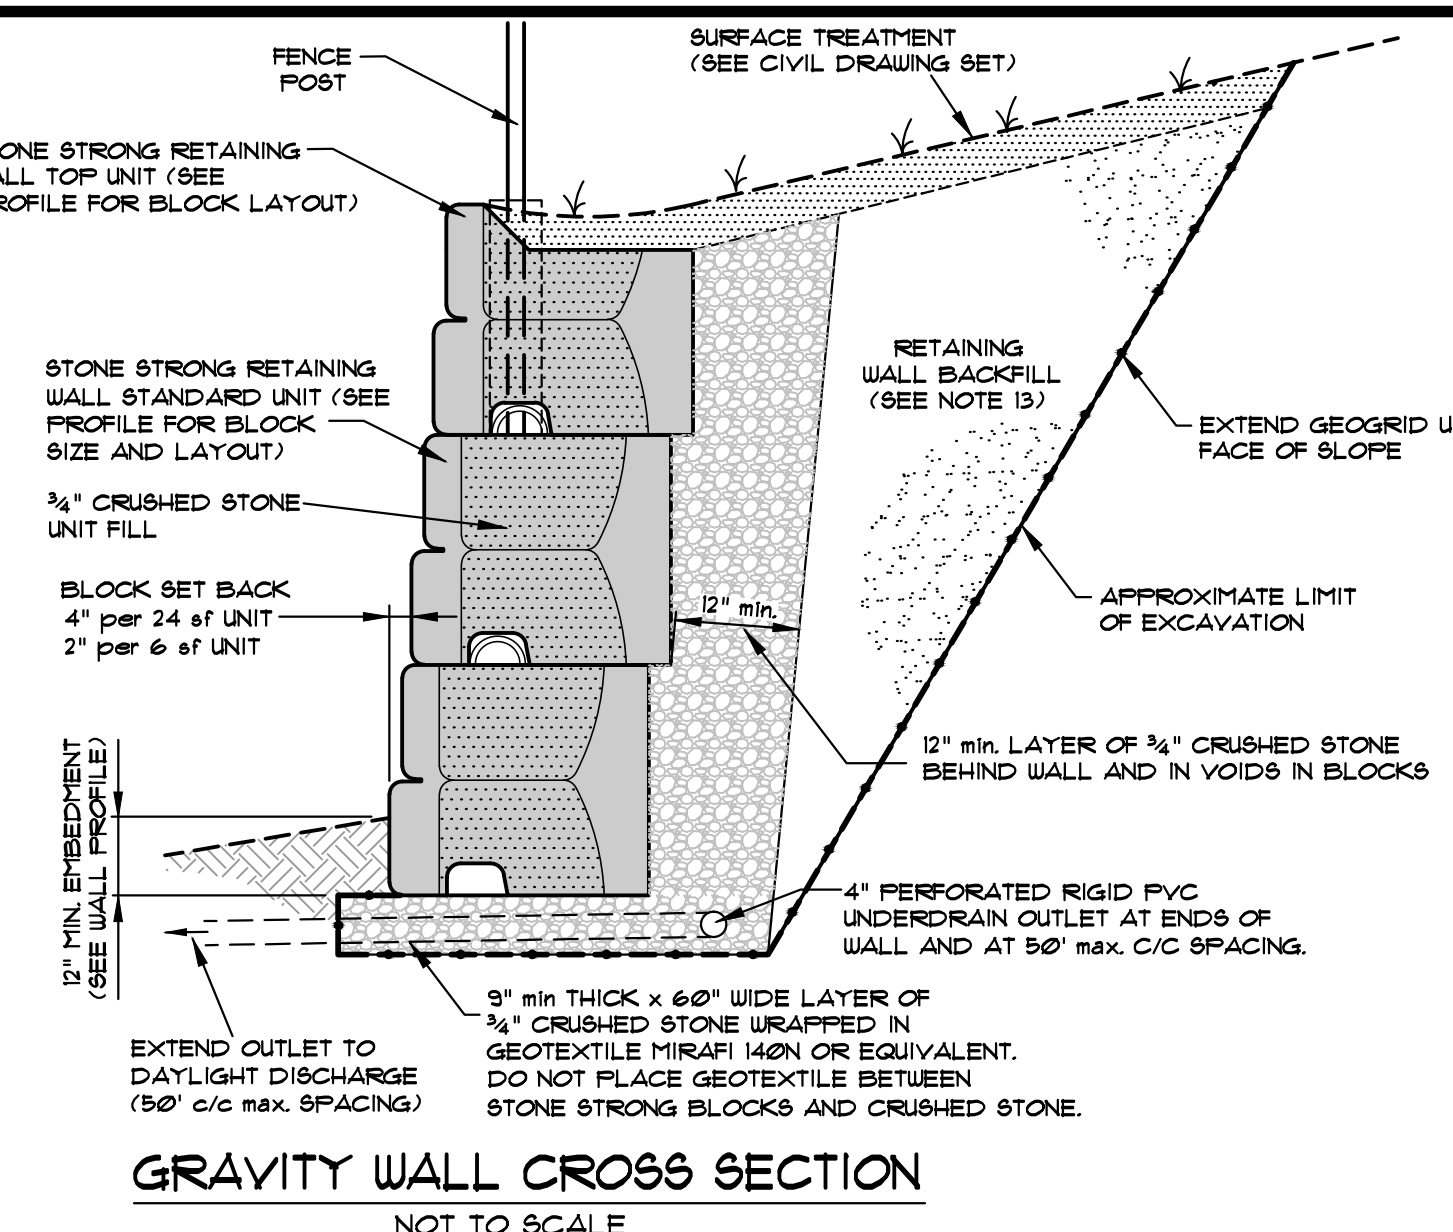 FENCE
POST
SURFACE TREATMENT
(SEE CIVIL DRAWING SET)
ONE STRONG RETAINING
ALL TOP UNIT (SEE
ROFILE FOR BLOCK LAYOUT)
STONE STRONG RETAINING
WALL STANDARD UNIT (SEE
PROFILE FOR BLOCK
SIZE AND LAYOUT)
3/4" CRUSHED STONE
UNIT FILL
BLOCK SET BACK
4" per 24 sf UNIT
2" per 6 sf UNIT
RETAINING
WALL BACKFILL
(SEE NOTE 13)
EXTEND GEOGRID U
FACE OF SLOPE
APPROXIMATE LIMIT
OF EXCAVATION
12" min.
12" min. LAYER OF 3/4" CRUSHED STONE
BEHIND WALL AND IN VOIDS IN BLOCKS
12" MIN. EMBEDMENT
(SEE WALL PROFILE)
4" PERFORATED RIGID PVC
UNDERDRAIN OUTLET AT ENDS OF
WALL AND AT 50' max. C/C SPACING.
9" min THICK x 60" WIDE LAYER OF
3/4" CRUSHED STONE WRAPPED IN
GEOTEXTILE MIRAFI 140N OR EQUIVALENT.
DO NOT PLACE GEOTEXTILE BETWEEN
STONE STRONG BLOCKS AND CRUSHED STONE.
EXTEND OUTLET TO
DAYLIGHT DISCHARGE
(50' c/c max. SPACING)
GRAVITY WALL CROSS SECTION
NOT TO SCALE